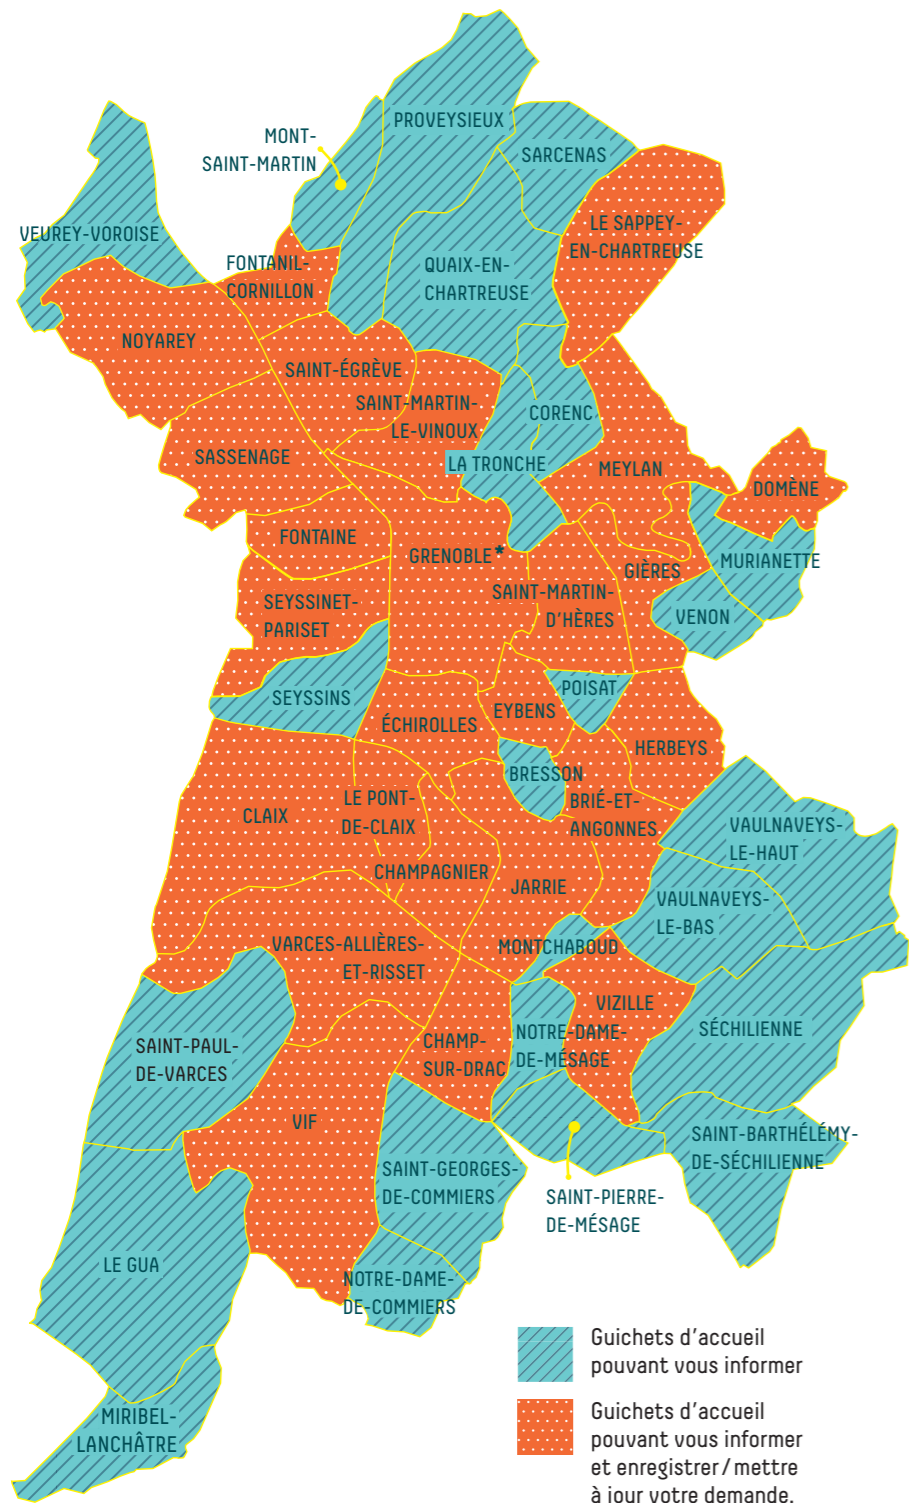 PROVEYSIEUX
MONT-
SAINT-MARTIN
SARCENAS
VEUREY-VOROISE
LE SAPPEY-
EN-CHARTREUSE
FONTANIL-
CORNILLON
QUAIX-EN-
CHARTREUSE
NOYAREY
SAINT-ÉGRÈVE
SAINT-MARTIN-
LE-VINOUX
CORENC
SASSENAGE
LA TRONCHE
MEYLAN
DOMÈNE
FONTAINE
GRENOBLE*
GIÈRES
MURIANETTE
SEYSSINET-
PARISET
SAINT-MARTIN-
D'HÈRES
VENON
SEYSSINS
POISAT
ÉCHIROLLES
EYBENS
HERBEYS
BRESSON
CLAIX
LE PONT-
DE-CLAIX
BRIÉ-ET-
ANGONNES
VAULNAVEYS-
LE-HAUT
CHAMPAGNIER
JARRIE
VAULNAVEYS-
LE-BAS
VARCES-ALLIÈRES-
ET-RISSET
MONTCHABOUD
VIZILLE
SÉCHILIENNE
SAINT-PAUL-
DE-VARCES
CHAMP-
SUR-DRAC
NOTRE-DAME-
DE-MÉSAGE
VIF
SAINT-BARTHÉLÉMY-
DE-SÉCHILIENNE
SAINT-GEORGES-
DE-COMMIERS
SAINT-PIERRE-
DE-MÉSAGE
LE GUA
NOTRE-DAME-
DE-COMMIERS
MIRIBEL-
LANCHÂTRE
Guichets d'accueil
pouvant vous informer
Guichets d'accueil
pouvant vous informer
et enregistrer / mettre
à jour votre demande.